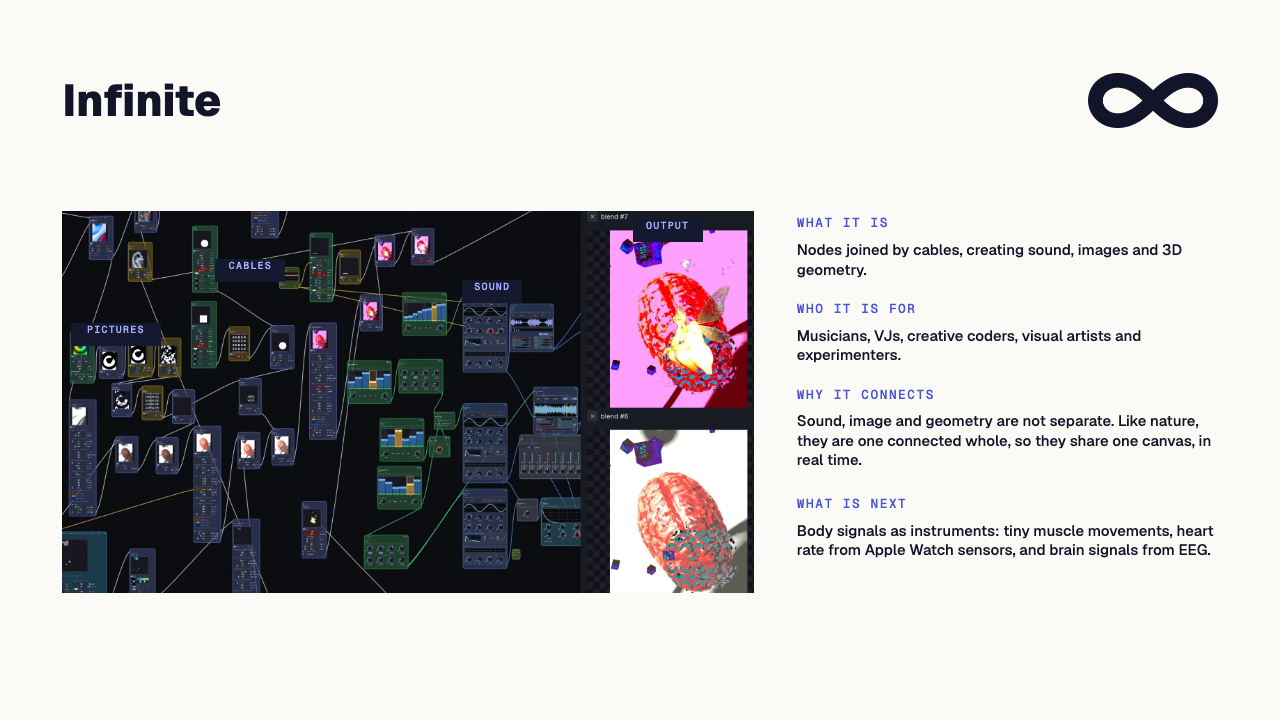 Infinite
blend #7
OUTPUT
CABLES
SOUND
PICTURES
blend #6
WHAT IT IS
Nodes joined by cables, creating sound, images and 3D
geometry.
WHO IT IS FOR
Musicians, VJs, creative coders, visual artists and
experimenters.
WHY IT CONNECTS
Sound, image and geometry are not separate. Like nature,
they are one connected whole, so they share one canvas, in
real time.
WHAT IS NEXT
Body signals as instruments: tiny muscle movements, heart
rate from Apple Watch sensors, and brain signals from EEG.